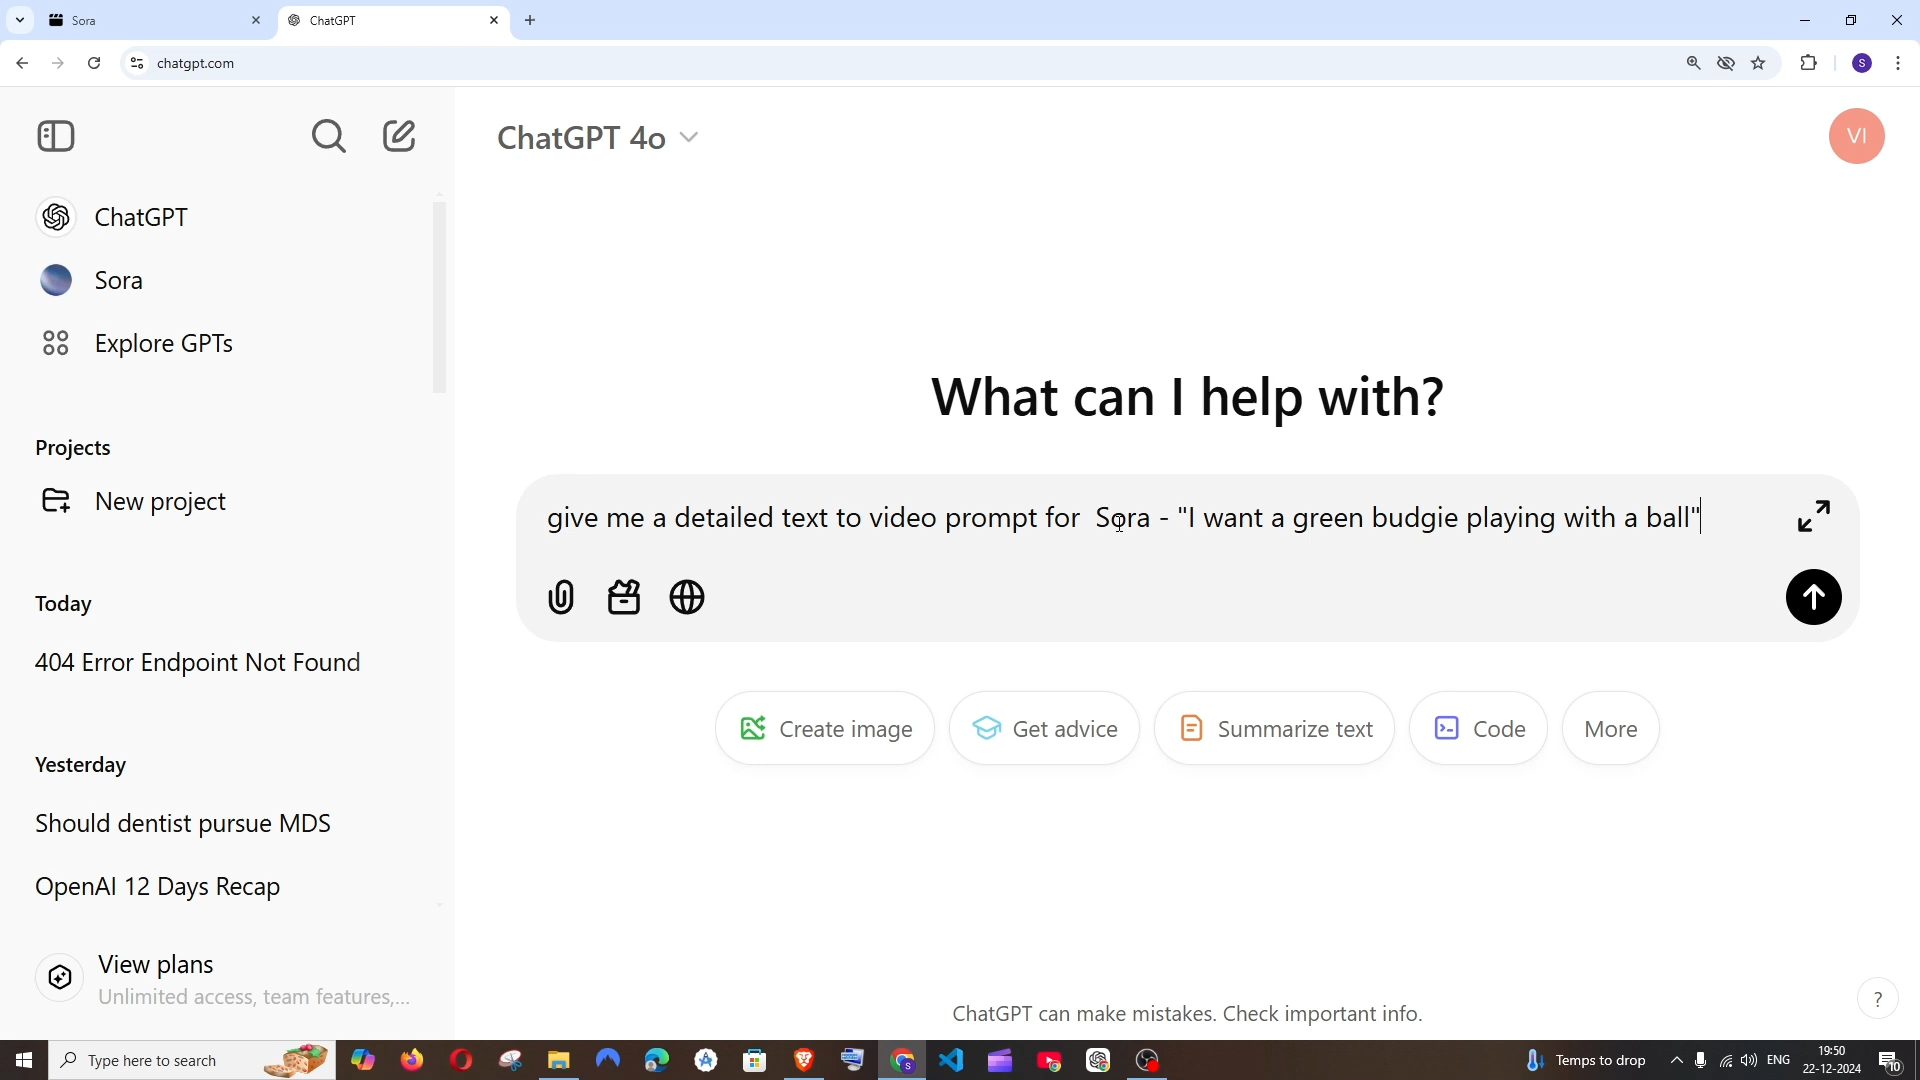 Sora
ChatGPT
chatgpt.com
S
ChatGPT 4o
VI
ChatGPT
Sora
Explore GPTs
Projects
New project
Today
404 Error Endpoint Not Found
Yesterday
Should dentist pursue MDS
OpenAI 12 Days Recap
View plans
Unlimited access, team features,...
What can I help with?
give me a detailed text to video prompt for  Sora - "I want a green budgie playing with a ball"
Create image
Get advice
Summarize text
Code
More
ChatGPT can make mistakes. Check important info.
?
Type here to search
Temps to drop
ENG
19:50
22-12-2024
10